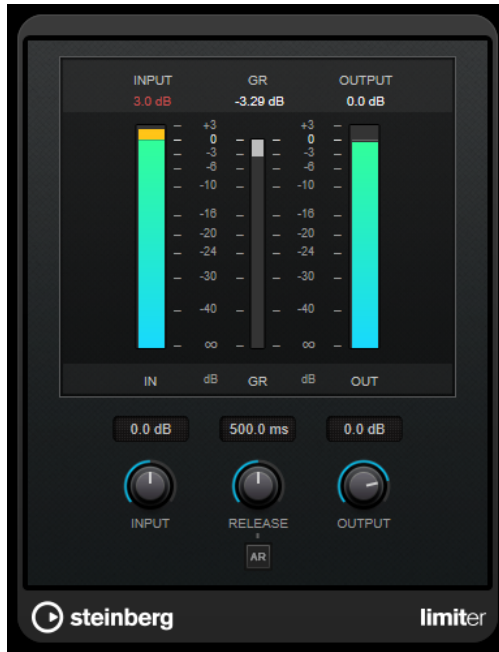 INPUT GR OUTPUT
3.0 dB -3.29 dB 0.0 dB
+3 +3
0 0
-3 -3
-6 -6
-10 -10
-16 -16
-20 -20
-24 -24
-30 -30
-40 -40
∞ ∞
IN dB GR dB OUT
0.0 dB 500.0 ms 0.0 dB
INPUT RELEASE OUTPUT
AR
steinberg limiter